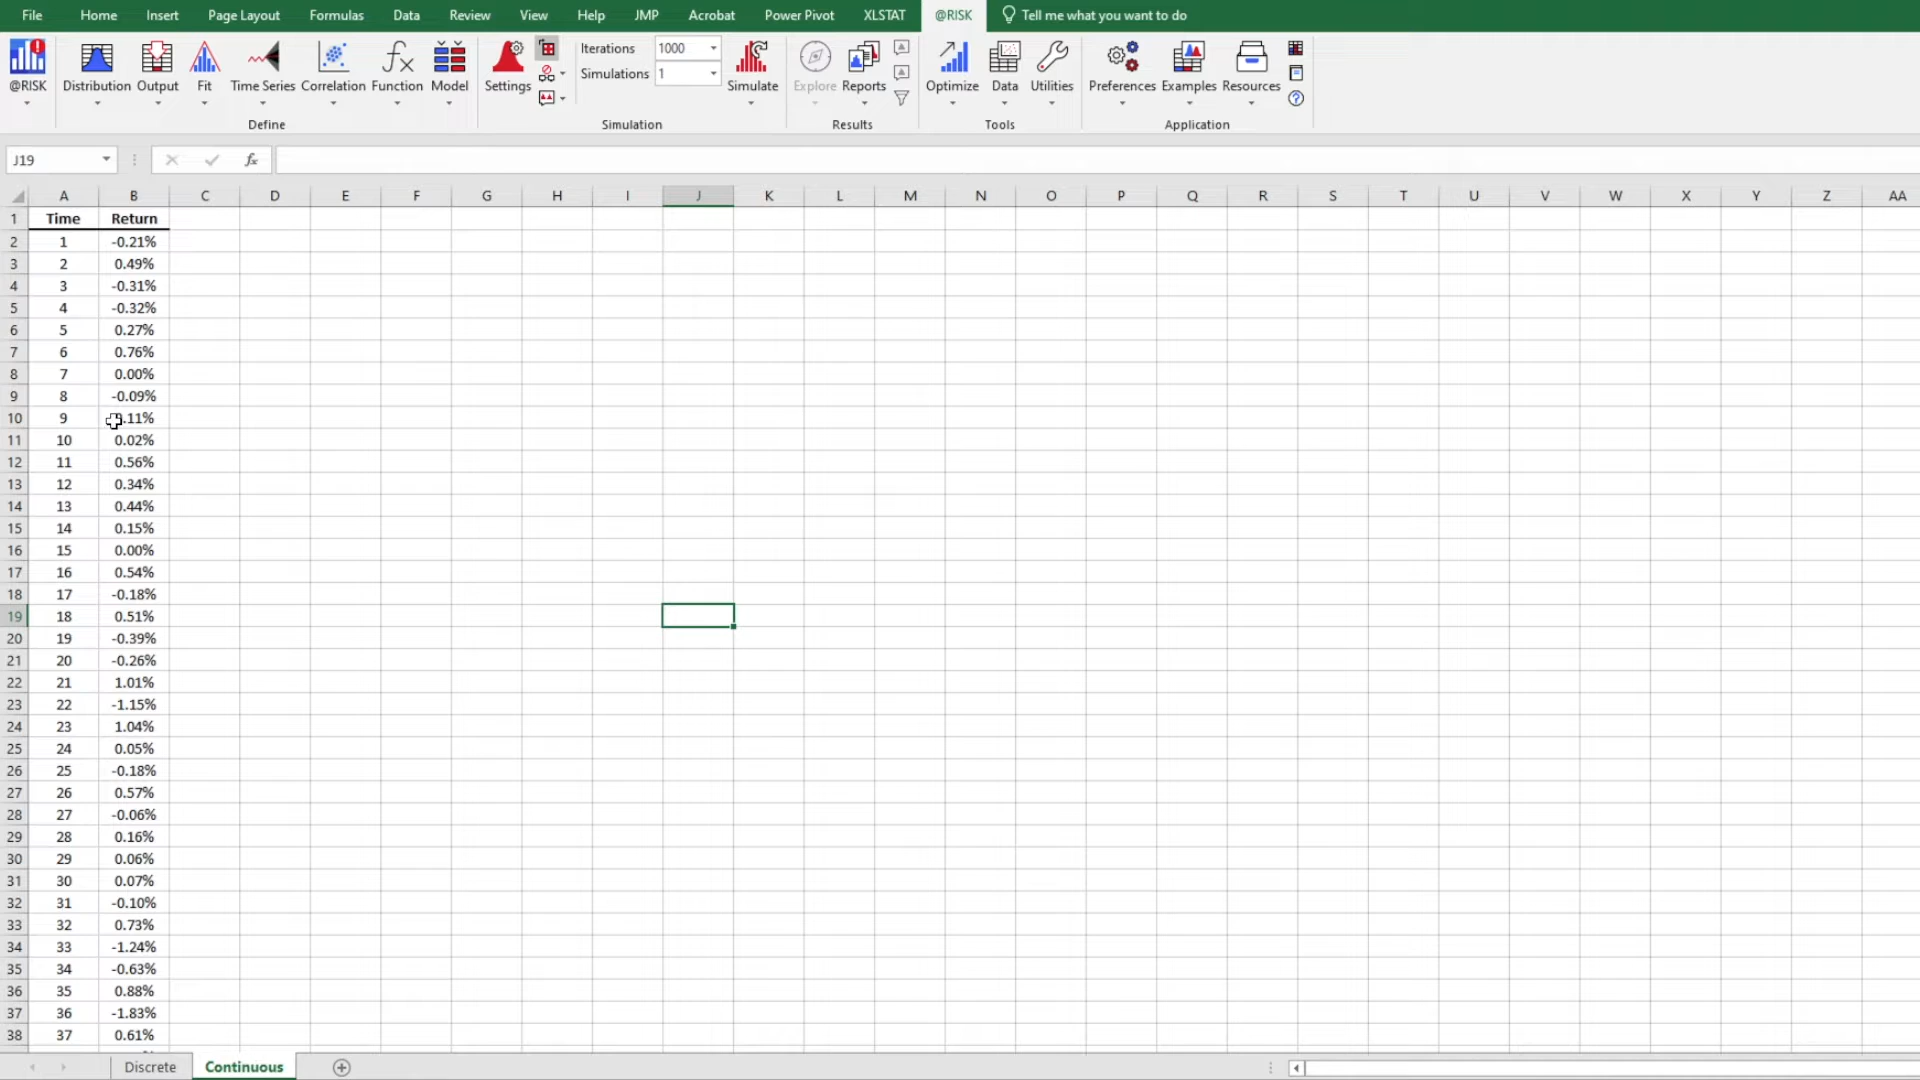 File Home Insert Page Layout Formulas Data Review View Help JMP Acrobat Power Pivot XLSTAT @RISK Tell me what you want to do
Iterations 1000
Simulations 1
@RISK Distribution Output Fit Time Series Correlation Function Model Settings Simulate Explore Reports Optimize Data Utilities Preferences Examples Resources
Define Simulation Results Tools Application
J19 fx
A B C D E F G H I J K L M N O P Q R S T U V W X Y Z AA
1 Time Return
2 1 -0.21%
3 2 0.49%
4 3 -0.31%
5 4 -0.32%
6 5 0.27%
7 6 0.76%
8 7 0.00%
9 8 -0.09%
10 9 .11%
11 10 0.02%
12 11 0.56%
13 12 0.34%
14 13 0.44%
15 14 0.15%
16 15 0.00%
17 16 0.54%
18 17 -0.18%
19 18 0.51%
20 19 -0.39%
21 20 -0.26%
22 21 1.01%
23 22 -1.15%
24 23 1.04%
25 24 0.05%
26 25 -0.18%
27 26 0.57%
28 27 -0.06%
29 28 0.16%
30 29 0.06%
31 30 0.07%
32 31 -0.10%
33 32 0.73%
34 33 -1.24%
35 34 -0.63%
36 35 0.88%
37 36 -1.83%
38 37 0.61%
Discrete Continuous